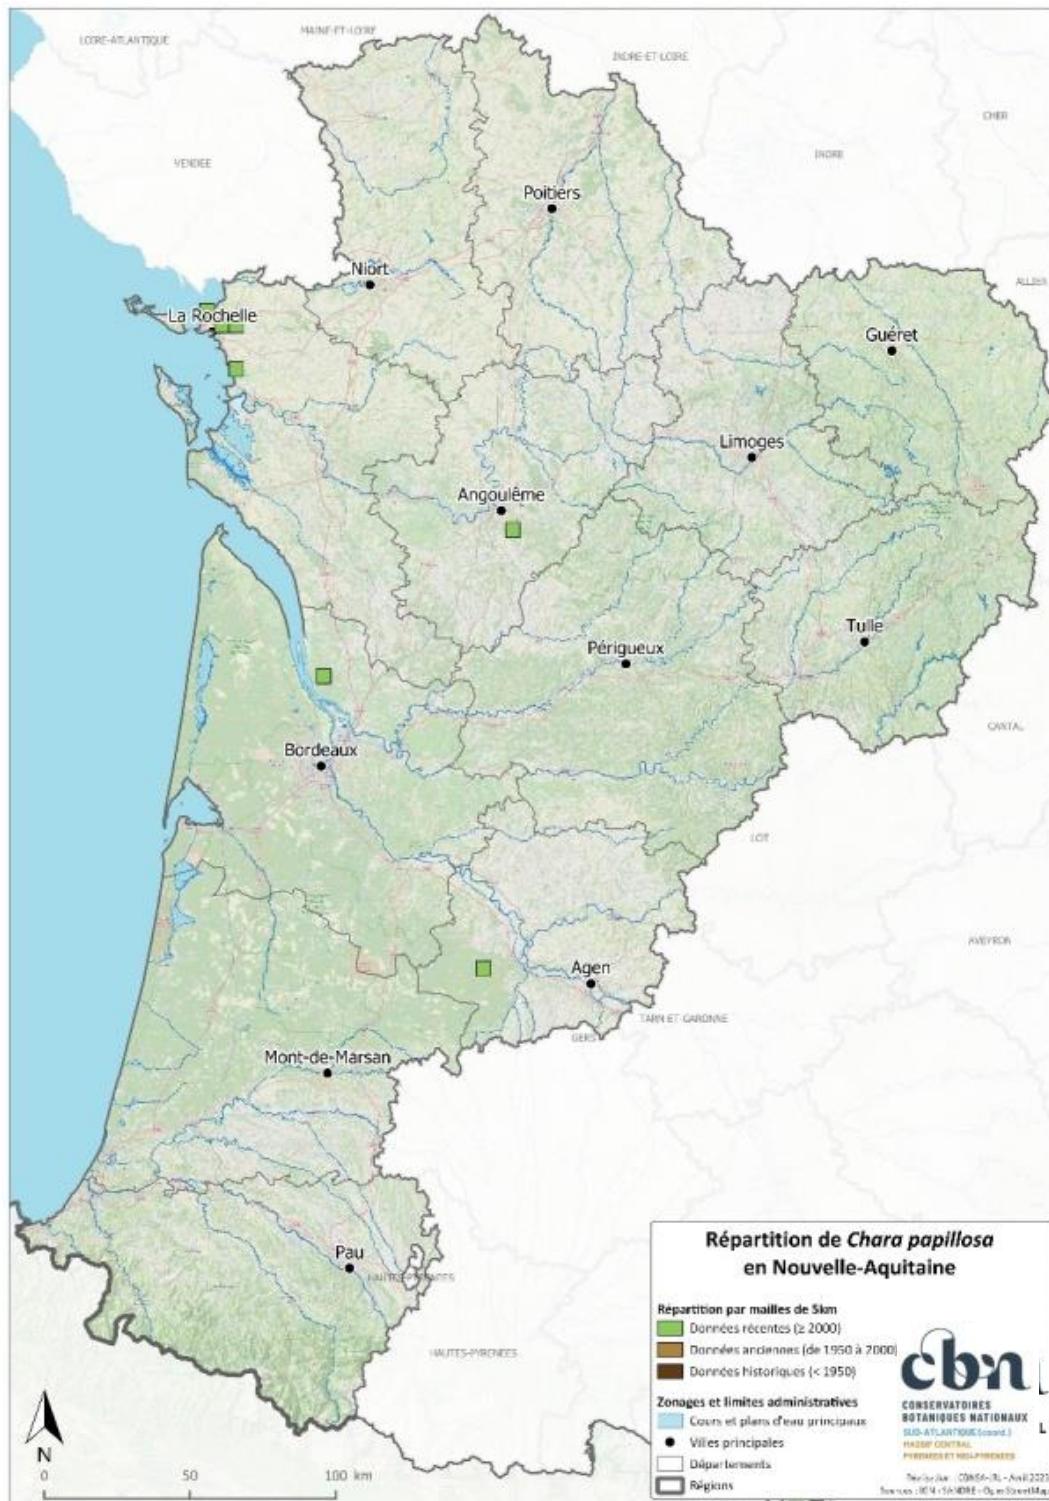 LOIRE-ATLANTIQUE
MAINE-ET-LOIRE
INDRE-ET-LOIRE
CHER
VENDEE
INDRE
Poitiers
Niort
ALLIER
La Rochelle
Guéret
Limoges
Angoulême
Tulle
Périgueux
CANTAL
Bordeaux
LOT
AVEYRON
Agen
TARN-ET-GARONNE
GERS
Mont-de-Marsan
Pau
HAUTES-PYRENEES
HAUTES-PYRENEES
Répartition de Chara papillosa
en Nouvelle-Aquitaine
Répartition par mailles de 5km
Données récentes (≥ 2000)
Données anciennes (de 1950 à 2000)
Données historiques (< 1950)
Zonages et limites administratives
Cours et plans d'eau principaux
Villes principales
Départements
Régions
cbn
CONSERVATOIRES
BOTANIQUES NATIONAUX
SUD-ATLANTIQUE (coord.)
MASSIF CENTRAL
PYRENEES ET MIDI-PYRENEES
L
N
0 50 100 km